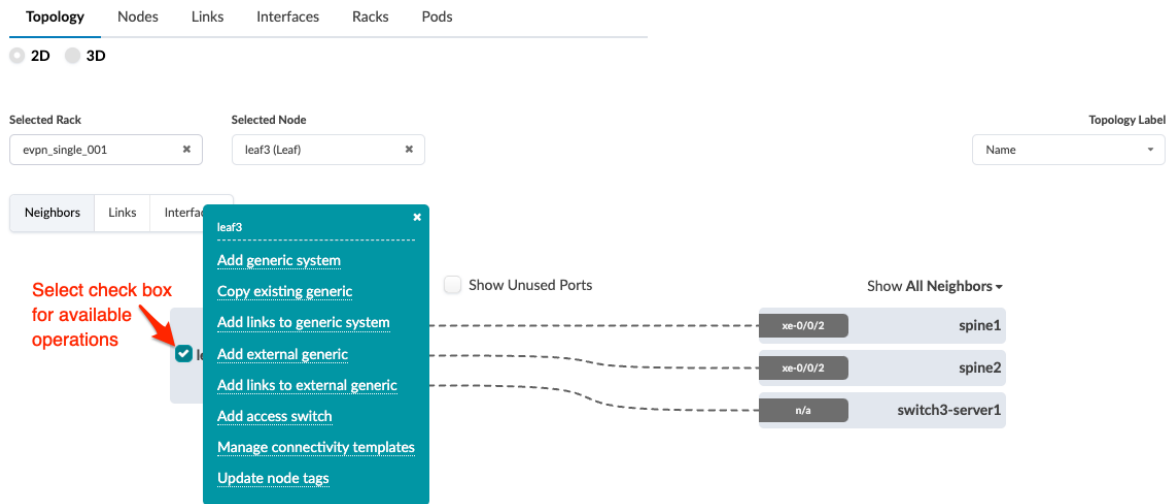 Topology Nodes Links Interfaces Racks Pods
2D 3D
Selected Rack Selected Node Topology Label
evpn_single_001 leaf3 (Leaf) Name
Neighbors Links
leaf3
Add generic system
Copy existing generic
Add links to generic system
Add external generic
Add links to external generic
Add access switch
Manage connectivity templates
Update node tags
Select check box
for available
operations
Show Unused Ports Show All Neighbors
xe-0/0/2 spine1
xe-0/0/2 spine2
n/a switch3-server1